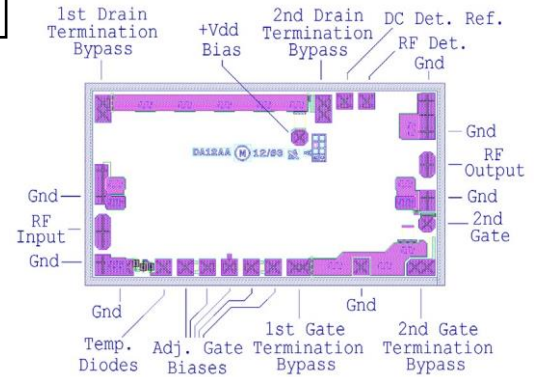 1st Drain
Termination
Bypass
+Vdd
Bias
2nd Drain
Termination
Bypass
DC Det. Ref.
RF Det.
Gnd
DA12AA M 12/93
Gnd
RF
Output
Gnd
2nd
Gate
Gnd
RF
Input
Gnd
Gnd
Temp.
Diodes
Adj. Gate
Biases
1st Gate
Termination
Bypass
Gnd
2nd Gate
Termination
Bypass